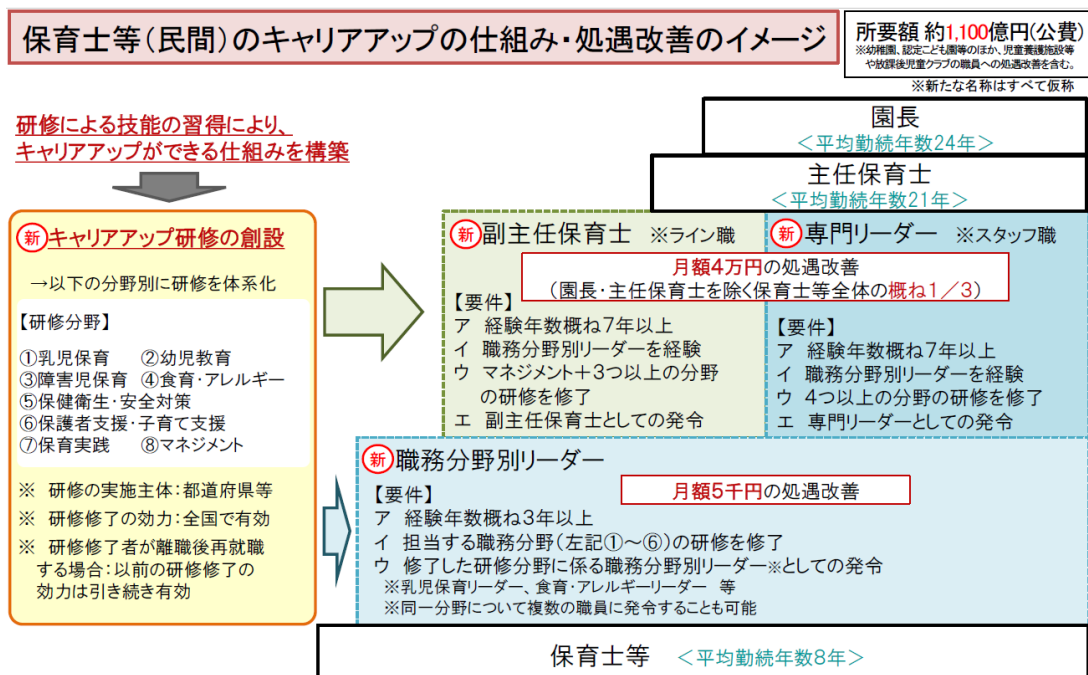 保育士等(民間)のキャリアアップの仕組み・処遇改善のイメージ
所要額 約1,100億円(公費)
※幼稚園、認定こども園等のほか、児童養護施設等
や放課後児童クラブの職員への処遇改善を含む。
※新たな名称はすべて仮称
研修による技能の習得により、
キャリアアップができる仕組みを構築
園長
＜平均勤続年数24年＞
主任保育士
＜平均勤続年数21年＞
新 キャリアアップ研修の創設
→以下の分野別に研修を体系化
【研修分野】
①乳児保育 ②幼児教育
③障害児保育 ④食育・アレルギー
⑤保健衛生・安全対策
⑥保護者支援・子育て支援
⑦保育実践 ⑧マネジメント
※ 研修の実施主体：都道府県等
※ 研修修了の効力：全国で有効
※ 研修修了者が離職後再就職
する場合：以前の研修修了の
効力は引き続き有効
新 副主任保育士 ※ライン職
新 専門リーダー ※スタッフ職
月額4万円の処遇改善
(園長・主任保育士を除く保育士等全体の概ね1／3)
【要件】
ア 経験年数概ね7年以上
イ 職務分野別リーダーを経験
ウ マネジメント＋3つ以上の分野
の研修を修了
エ 副主任保育士としての発令
【要件】
ア 経験年数概ね7年以上
イ 職務分野別リーダーを経験
ウ 4つ以上の分野の研修を修了
エ 専門リーダーとしての発令
新 職務分野別リーダー
月額5千円の処遇改善
【要件】
ア 経験年数概ね3年以上
イ 担当する職務分野(左記①～⑥)の研修を修了
ウ 修了した研修分野に係る職務分野別リーダー※としての発令
※乳児保育リーダー、食育・アレルギーリーダー 等
※同一分野について複数の職員に発令することも可能
保育士等 ＜平均勤続年数8年＞